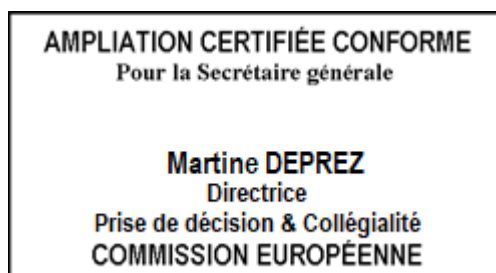 AMPLIATION CERTIFIÉE CONFORME
Pour la Secrétaire générale
Martine DEPREZ
Directrice
Prise de décision & Collégialité
COMMISSION EUROPÉENNE